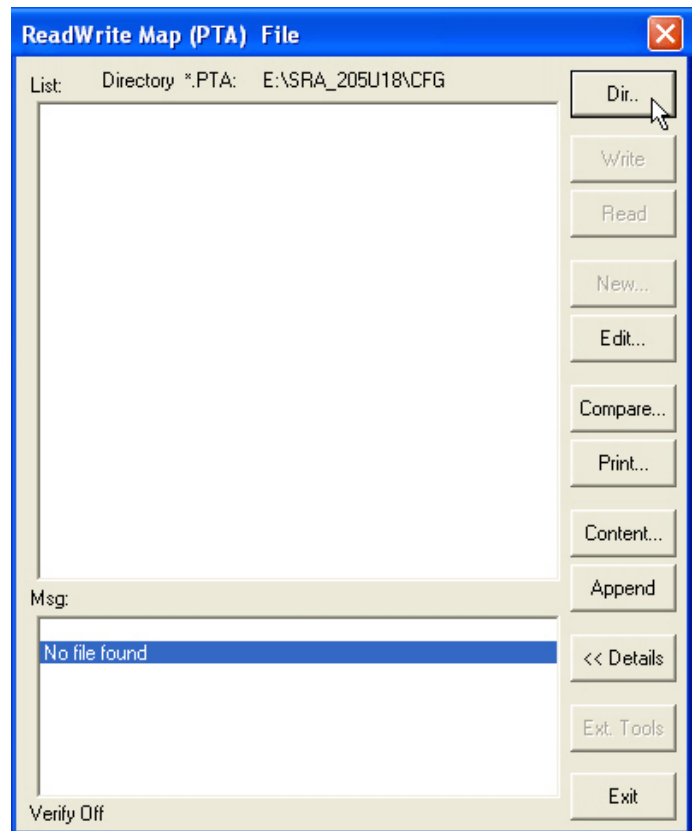 ReadWrite Map (PTA) File
List: Directory *.PTA: E:\SRA_205U18\CFG
Dir..
Write
Read
New...
Edit...
Compare...
Print...
Content...
Append
Msg:
No file found
<< Details
Ext. Tools
Exit
Verify Off